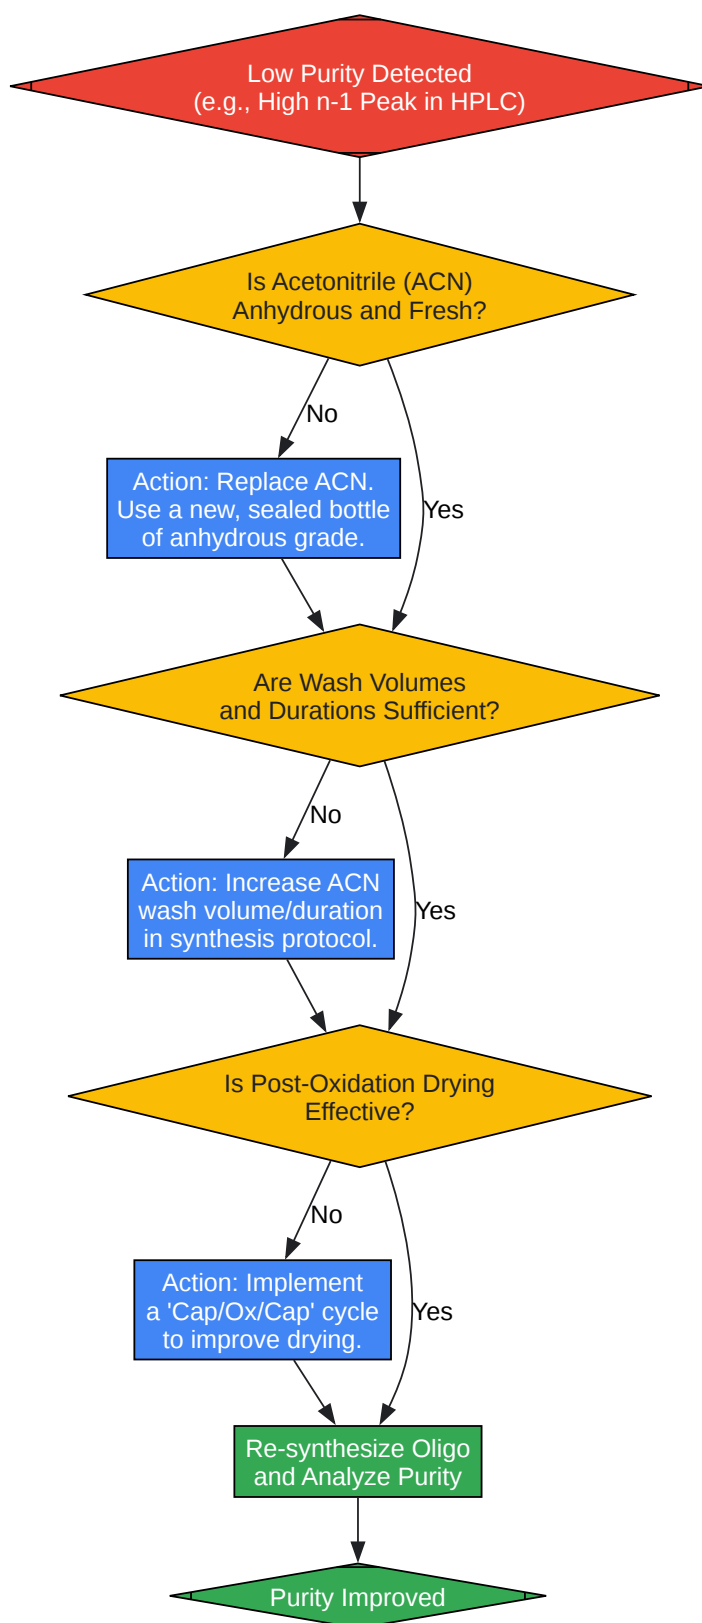 Low Purity Detected
(e.g., High n-1 Peak in HPLC)
Is Acetonitrile (ACN)
Anhydrous and Fresh?
No
Action: Replace ACN.
Use a new, sealed bottle
of anhydrous grade.
Yes
Are Wash Volumes
and Durations Sufficient?
No
Action: Increase ACN
wash volume/duration
in synthesis protocol.
Yes
Is Post-Oxidation Drying
Effective?
No
Action: Implement
a 'Cap/Ox/Cap' cycle
to improve drying.
Yes
Re-synthesize Oligo
and Analyze Purity
Purity Improved